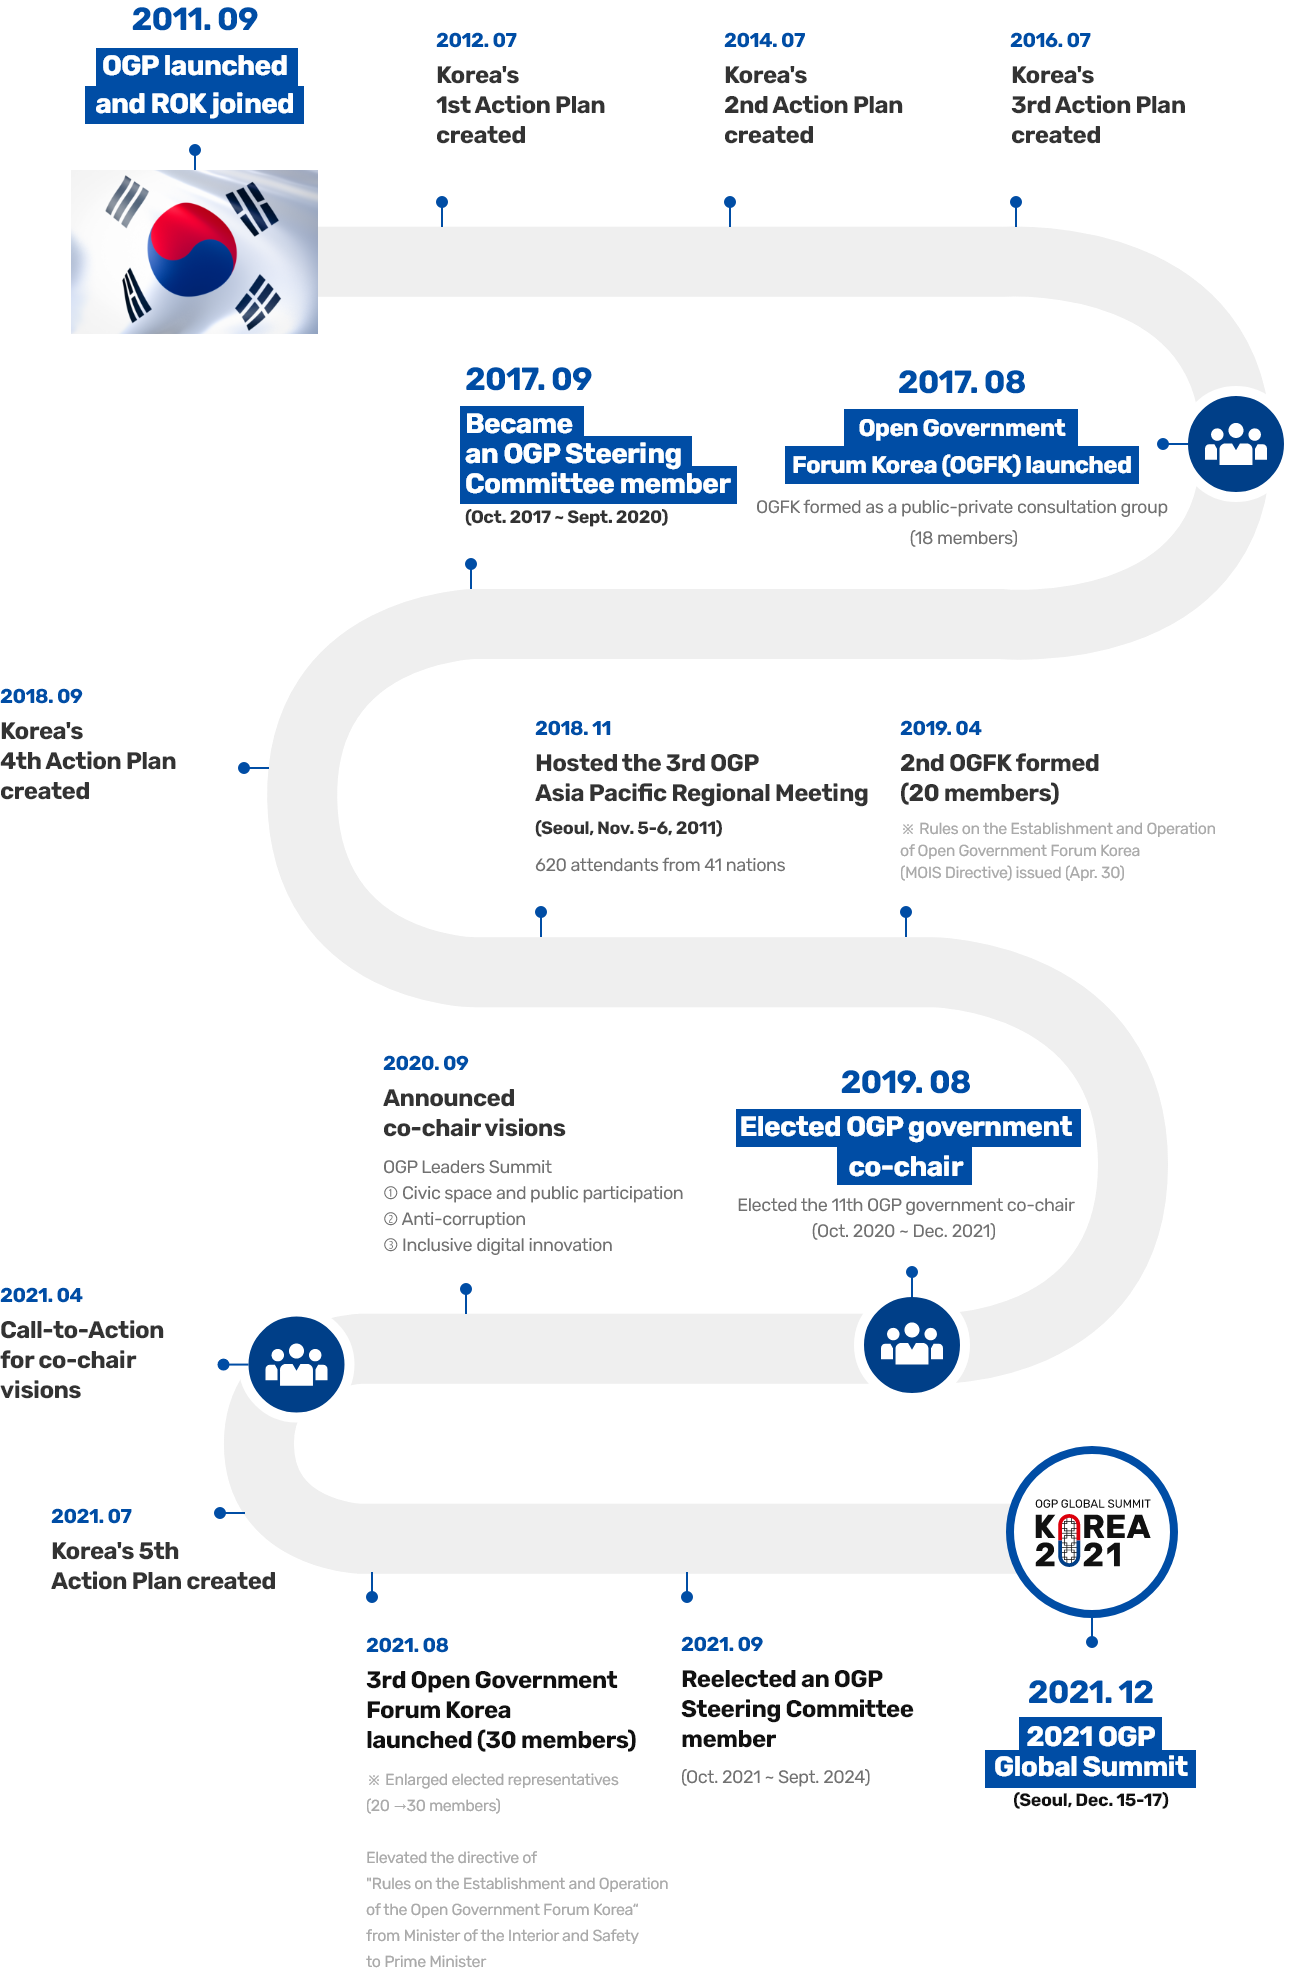 2011. 09
OGP launched
and ROK joined
2012. 07
Korea's
1st Action Plan
created
2014. 07
Korea's
2nd Action Plan
created
2016. 07
Korea's
3rd Action Plan
created
2017. 08
Open Government
Forum Korea (OGFK) launched
OGFK formed as a public-private consultation group
(18 members)
2017. 09
Became
an OGP Steering
Committee member
(Oct. 2017 ~ Sept. 2020)
2018. 09
Korea's
4th Action Plan
created
2018. 11
Hosted the 3rd OGP
Asia Pacific Regional Meeting
(Seoul, Nov. 5-6, 2011)
620 attendants from 41 nations
2019. 04
2nd OGFK formed
(20 members)
※ Rules on the Establishment and Operation
of Open Government Forum Korea
(MOIS Directive) issued (Apr. 30)
2019. 08
Elected OGP government
co-chair
Elected the 11th OGP government co-chair
(Oct. 2020 ~ Dec. 2021)
2020. 09
Announced
co-chair visions
OGP Leaders Summit
① Civic space and public participation
② Anti-corruption
③ Inclusive digital innovation
2021. 04
Call-to-Action
for co-chair
visions
2021. 07
Korea's 5th
Action Plan created
2021. 08
3rd Open Government
Forum Korea
launched (30 members)
※ Enlarged elected representatives
(20 →30 members)
Elevated the directive of
"Rules on the Establishment and Operation
of the Open Government Forum Korea“
from Minister of the Interior and Safety
to Prime Minister
2021. 09
Reelected an OGP
Steering Committee
member
(Oct. 2021 ~ Sept. 2024)
OGP GLOBAL SUMMIT
KOREA
2021
2021. 12
2021 OGP
Global Summit
(Seoul, Dec. 15-17)